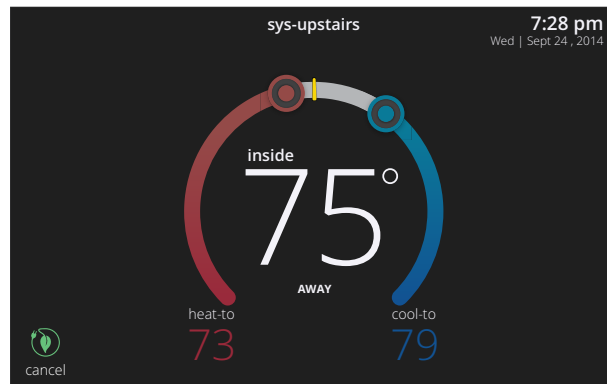 sys-upstairs
7:28 pm
Wed | Sept 24 , 2014
inside
75°
AWAY
heat-to
73
cool-to
79
cancel